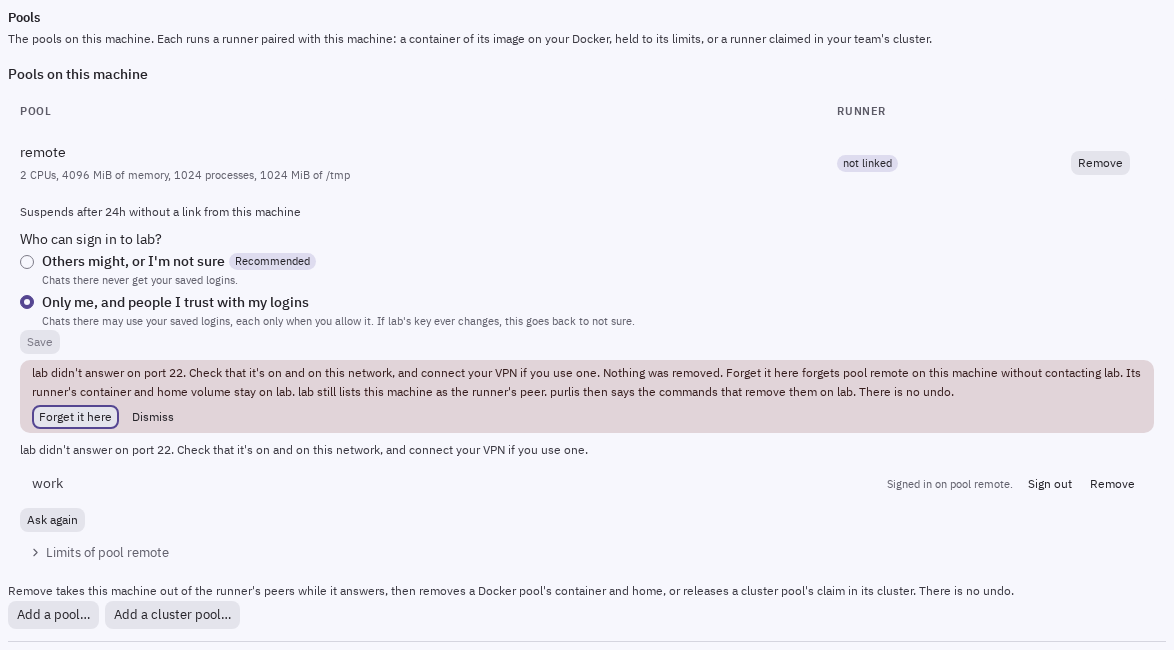 Pools
The pools on this machine. Each runs a runner paired with this machine: a container of its image on your Docker, held to its limits, or a runner claimed in your team's cluster.
Pools on this machine
POOL RUNNER
remote
2 CPUs, 4096 MiB of memory, 1024 processes, 1024 MiB of /tmp
not linked
Remove
Suspends after 24h without a link from this machine
Who can sign in to lab?
Others might, or I'm not sure Recommended
Chats there never get your saved logins.
Only me, and people I trust with my logins
Chats there may use your saved logins, each only when you allow it. If lab's key ever changes, this goes back to not sure.
Save
lab didn't answer on port 22. Check that it's on and on this network, and connect your VPN if you use one. Nothing was removed. Forget it here forgets pool remote on this machine without contacting lab. Its
runner's container and home volume stay on lab. lab still lists this machine as the runner's peer. purlis then says the commands that remove them on lab. There is no undo.
Forget it here Dismiss
lab didn't answer on port 22. Check that it's on and on this network, and connect your VPN if you use one.
work Signed in on pool remote. Sign out Remove
Ask again
Limits of pool remote
Remove takes this machine out of the runner's peers while it answers, then removes a Docker pool's container and home, or releases a cluster pool's claim in its cluster. There is no undo.
Add a pool... Add a cluster pool...